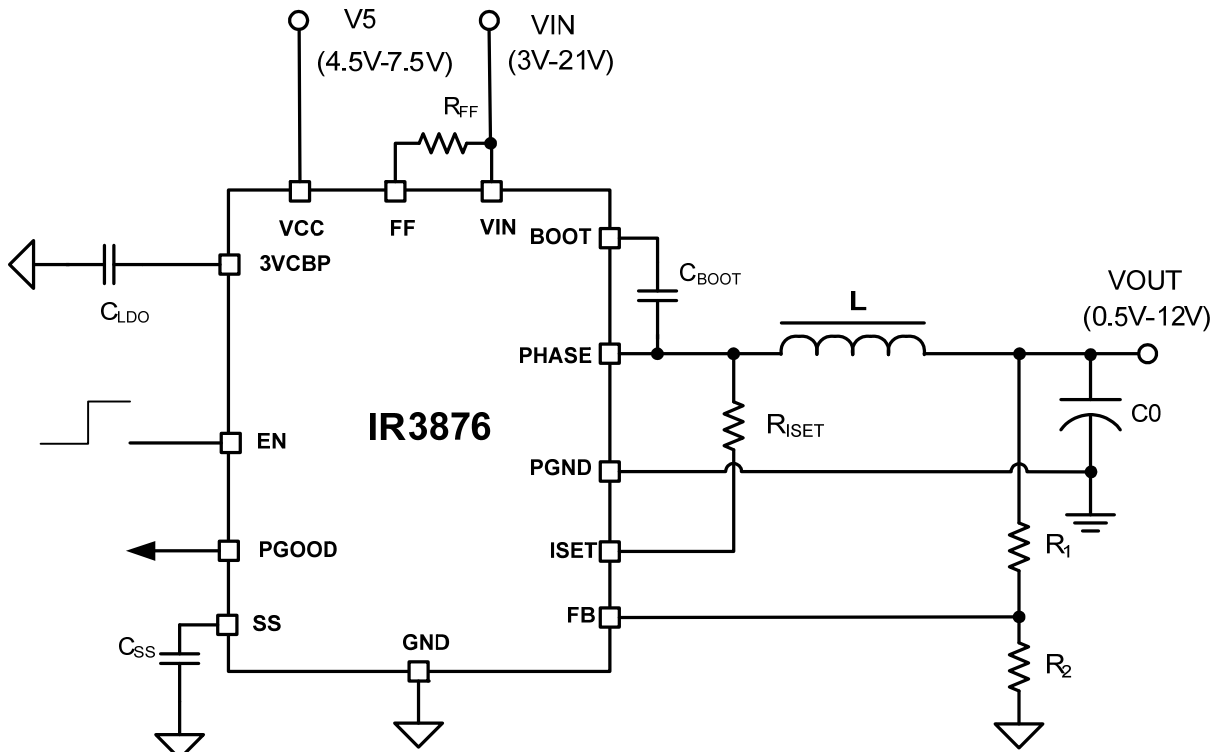 V5
(4.5V-7.5V)
VIN
(3V-21V)
RFF
VCC
FF
VIN
BOOT
3VCBP
CBOOT
CLDO
L
VOUT
(0.5V-12V)
PHASE
IR3876
RISET
C0
EN
PGND
PGOOD
ISET
R1
SS
FB
CSS
GND
R2